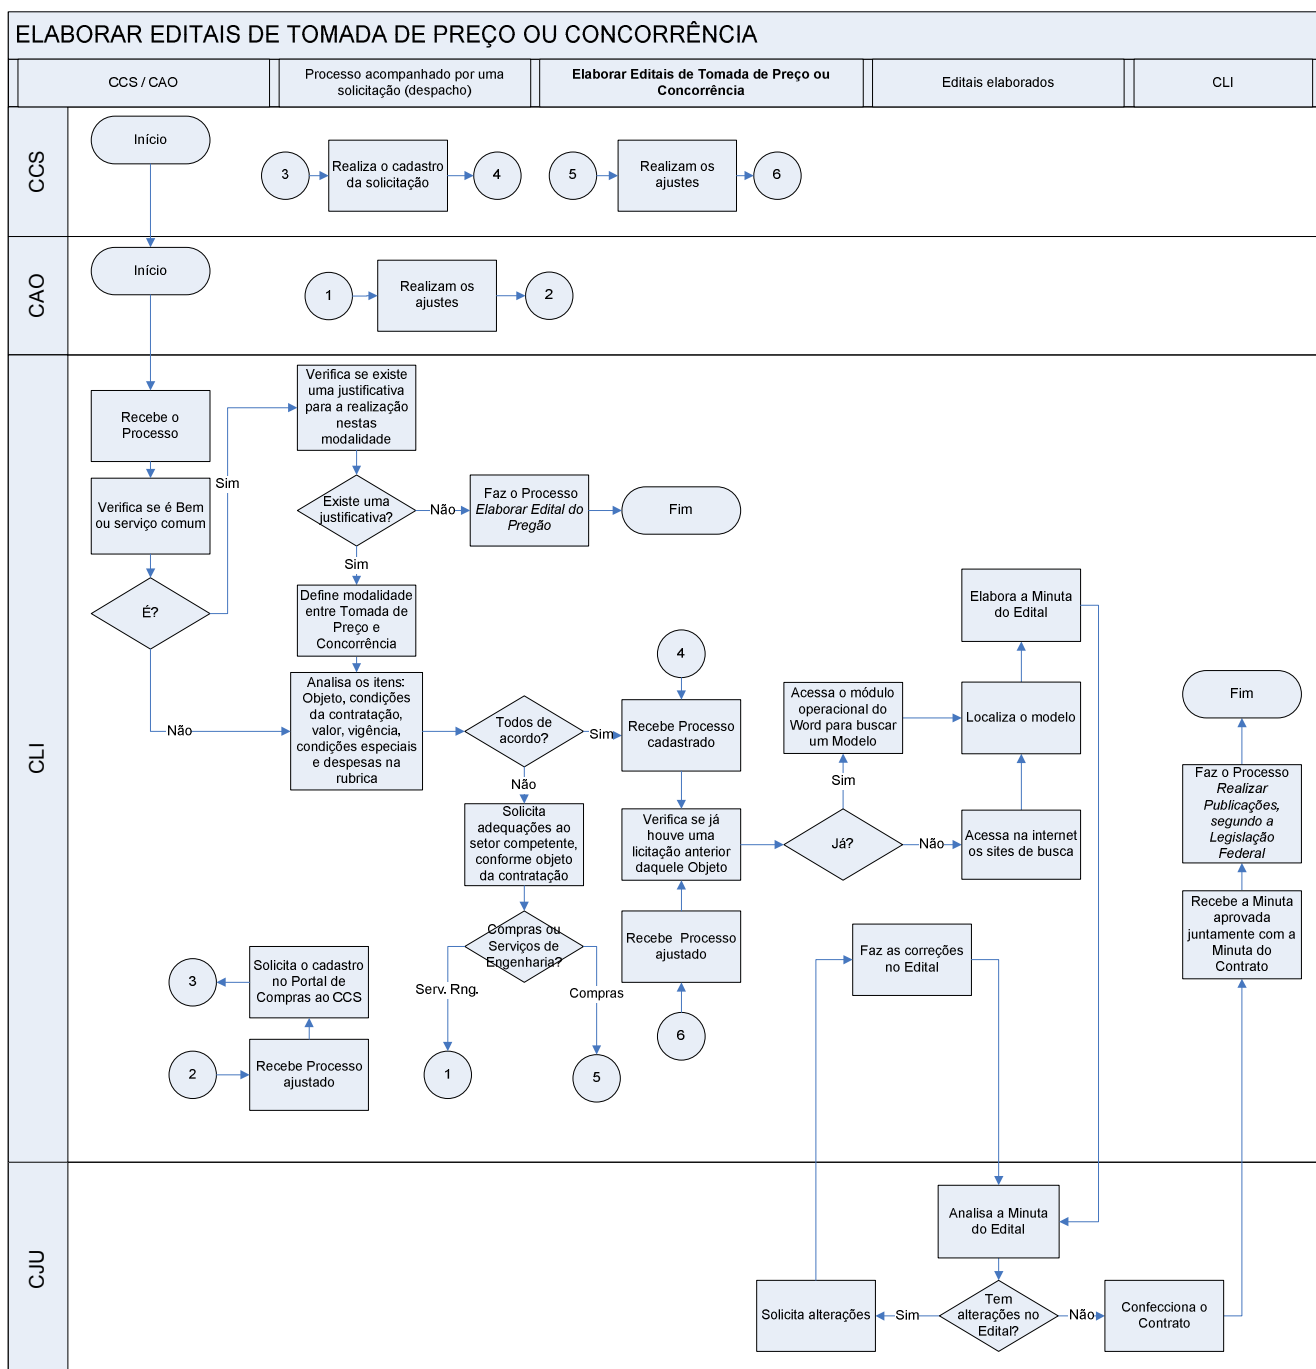 ELABORAR EDITAIS DE TOMADA DE PREÇO OU CONCORRÊNCIA
CCS / CAO
Processo acompanhado por uma
solicitação (despacho)
Elaborar Editais de Tomada de Preço ou
Concorrência
Editais elaborados
CLI
CCS
Início
3
Realiza o cadastro
da solicitação
4
5
Realizam os
ajustes
6
CAO
Início
1
Realizam os
ajustes
2
CLI
Recebe o
Processo
Verifica se é Bem
ou serviço comum
É?
Sim
Não
Verifica se existe
uma justificativa
para a realização
nestas
modalidade
Existe uma
justificativa?
Não
Faz o Processo
Elaborar Edital do
Pregão
Fim
Sim
Define modalidade
entre Tomada de
Preço e
Concorrência
Analisa os itens:
Objeto, condições
da contratação,
valor, vigência,
condições especiais
e despesas na
rubrica
Todos de
acordo?
Sim
Não
Solicita
adequações ao
setor competente,
conforme objeto
da contratação
Compras ou
Serviços de
Engenharia?
Serv. Rng.
Compras
1
5
3
Solicita o cadastro
no Portal de
Compras ao CCS
2
Recebe Processo
ajustado
4
Recebe Processo
cadastrado
Verifica se já
houve uma
licitação anterior
daquele Objeto
Recebe  Processo
ajustado
6
Já?
Sim
Não
Acessa o módulo
operacional do
Word para buscar
um Modelo
Acessa na internet
os sites de busca
Localiza o modelo
Elabora a Minuta
do Edital
Faz as correções
no Edital
Fim
Faz o Processo
Realizar
Publicações,
segundo a
Legislação
Federal
Recebe a Minuta
aprovada
juntamente com a
Minuta do
Contrato
CJU
Analisa a Minuta
do Edital
Tem
alterações no
Edital?
Sim
Solicita alterações
Não
Confecciona o
Contrato